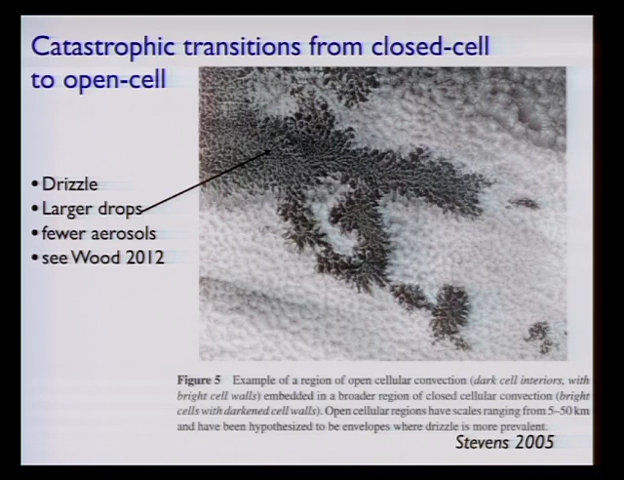 Catastrophic transitions from closed-cell
to open-cell
• Drizzle
• Larger drops
• fewer aerosols
• see Wood 2012
Figure 5 Example of a region of open cellular convection (dark cell interiors, with
bright cell walls) embedded in a broader region of closed cellular convection (bright
cells with darkened cell walls). Open cellular regions have scales ranging from 5–50 km
and have been hypothesized to be envelopes where drizzle is more prevalent.
Stevens 2005